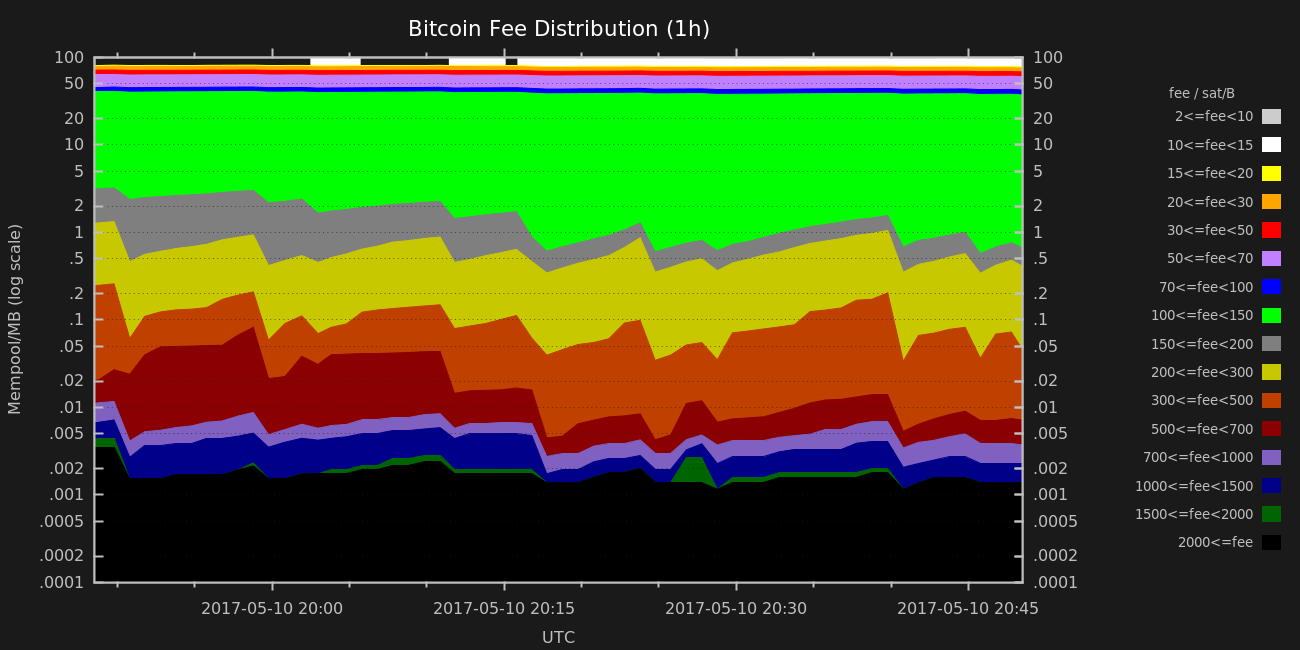 Bitcoin Fee Distribution (1h)
Mempool/MB (log scale)
100
50
20
10
5
2
1
.5
.2
.1
.05
.02
.01
.005
.002
.001
.0005
.0002
.0001
100
50
20
10
5
2
1
.5
.2
.1
.05
.02
.01
.005
.002
.001
.0005
.0002
.0001
2017-05-10 20:00
2017-05-10 20:15
2017-05-10 20:30
2017-05-10 20:45
UTC
fee / sat/B
2<=fee<10
10<=fee<15
15<=fee<20
20<=fee<30
30<=fee<50
50<=fee<70
70<=fee<100
100<=fee<150
150<=fee<200
200<=fee<300
300<=fee<500
500<=fee<700
700<=fee<1000
1000<=fee<1500
1500<=fee<2000
2000<=fee